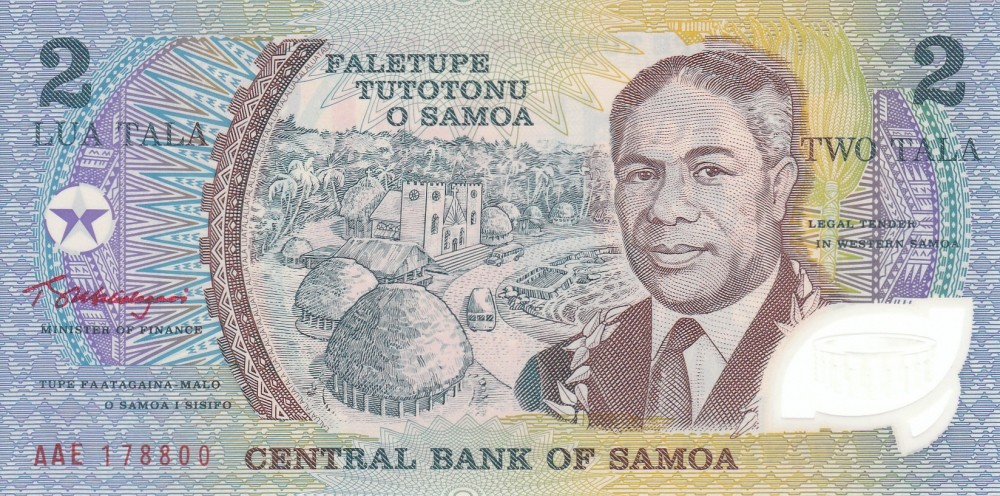 2
2
FALETUPE
TUTOTONU
O SAMOA
LUA TALA
TWO TALA
LEGAL TENDER
IN WESTERN SAMOA
MINISTER OF FINANCE
TUPE FAATAGAINA-MALO
O SAMOA I SISIFO
AAE 178800
CENTRAL BANK OF SAMOA